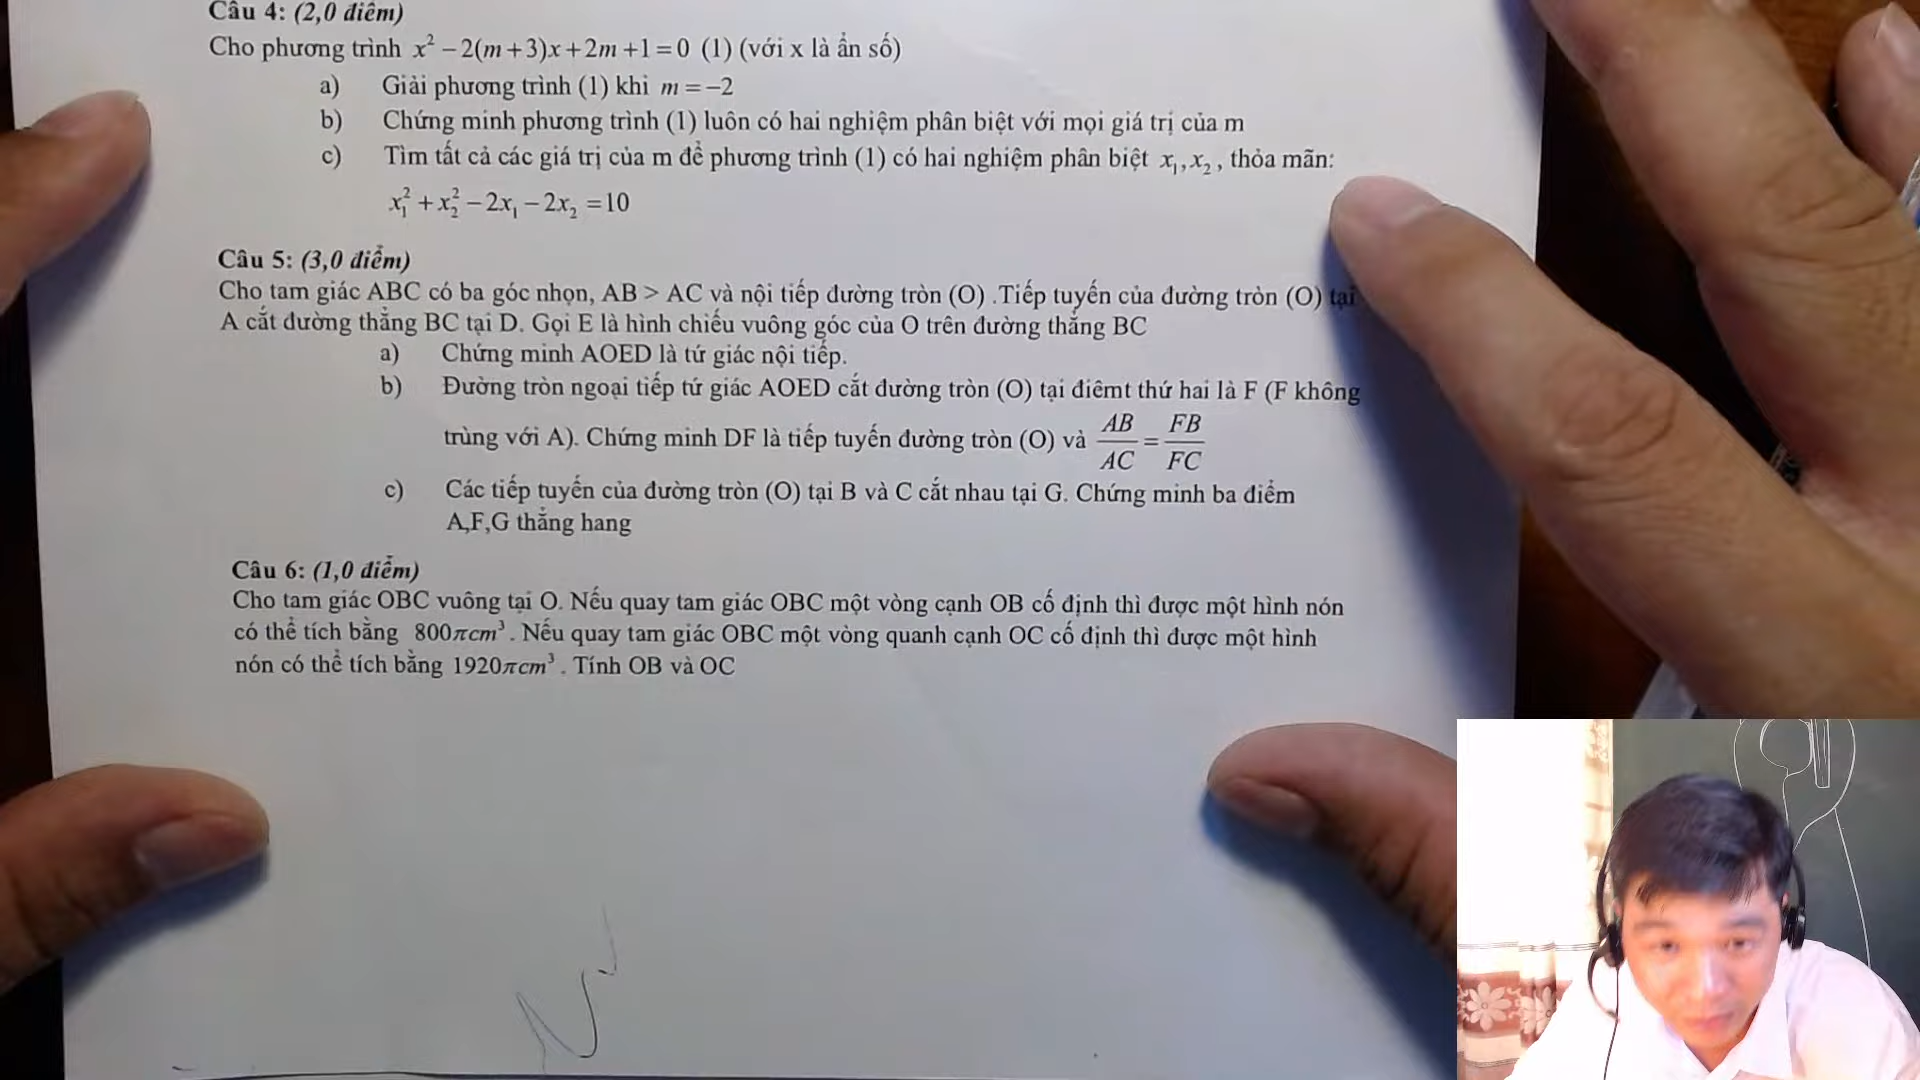 Câu 4: (2,0 điểm)
Cho phương trình x² − 2(m+3)x + 2m + 1 = 0 (1) (với x là ẩn số)
a) Giải phương trình (1) khi m = −2
b) Chứng minh phương trình (1) luôn có hai nghiệm phân biệt với mọi giá trị của m
c) Tìm tất cả các giá trị của m để phương trình (1) có hai nghiệm phân biệt x₁, x₂, thỏa mãn:
x₁² + x₂² − 2x₁ − 2x₂ = 10
Câu 5: (3,0 điểm)
Cho tam giác ABC có ba góc nhọn, AB > AC và nội tiếp đường tròn (O) .Tiếp tuyến của đường tròn (O) tại
A cắt đường thẳng BC tại D. Gọi E là hình chiếu vuông góc của O trên đường thẳng BC
a) Chứng minh AOED là tứ giác nội tiếp.
b) Đường tròn ngoại tiếp tứ giác AOED cắt đường tròn (O) tại điêmt thứ hai là F (F không
trùng với A). Chứng minh DF là tiếp tuyến đường tròn (O) và AB/AC = FB/FC
c) Các tiếp tuyến của đường tròn (O) tại B và C cắt nhau tại G. Chứng minh ba điểm
A,F,G thẳng hang
Câu 6: (1,0 điểm)
Cho tam giác OBC vuông tại O. Nếu quay tam giác OBC một vòng cạnh OB cố định thì được một hình nón
có thể tích bằng 800πcm³ . Nếu quay tam giác OBC một vòng quanh cạnh OC cố định thì được một hình
nón có thể tích bằng 1920πcm³ . Tính OB và OC